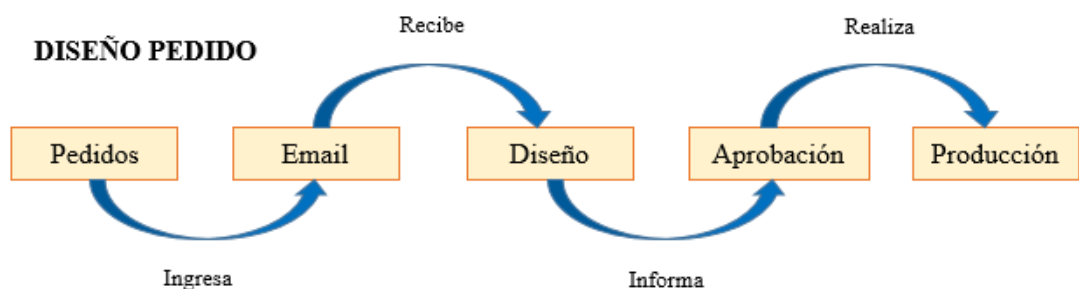 Recibe
Realiza
DISEÑO PEDIDO
Pedidos
Email
Diseño
Aprobación
Producción
Ingresa
Informa